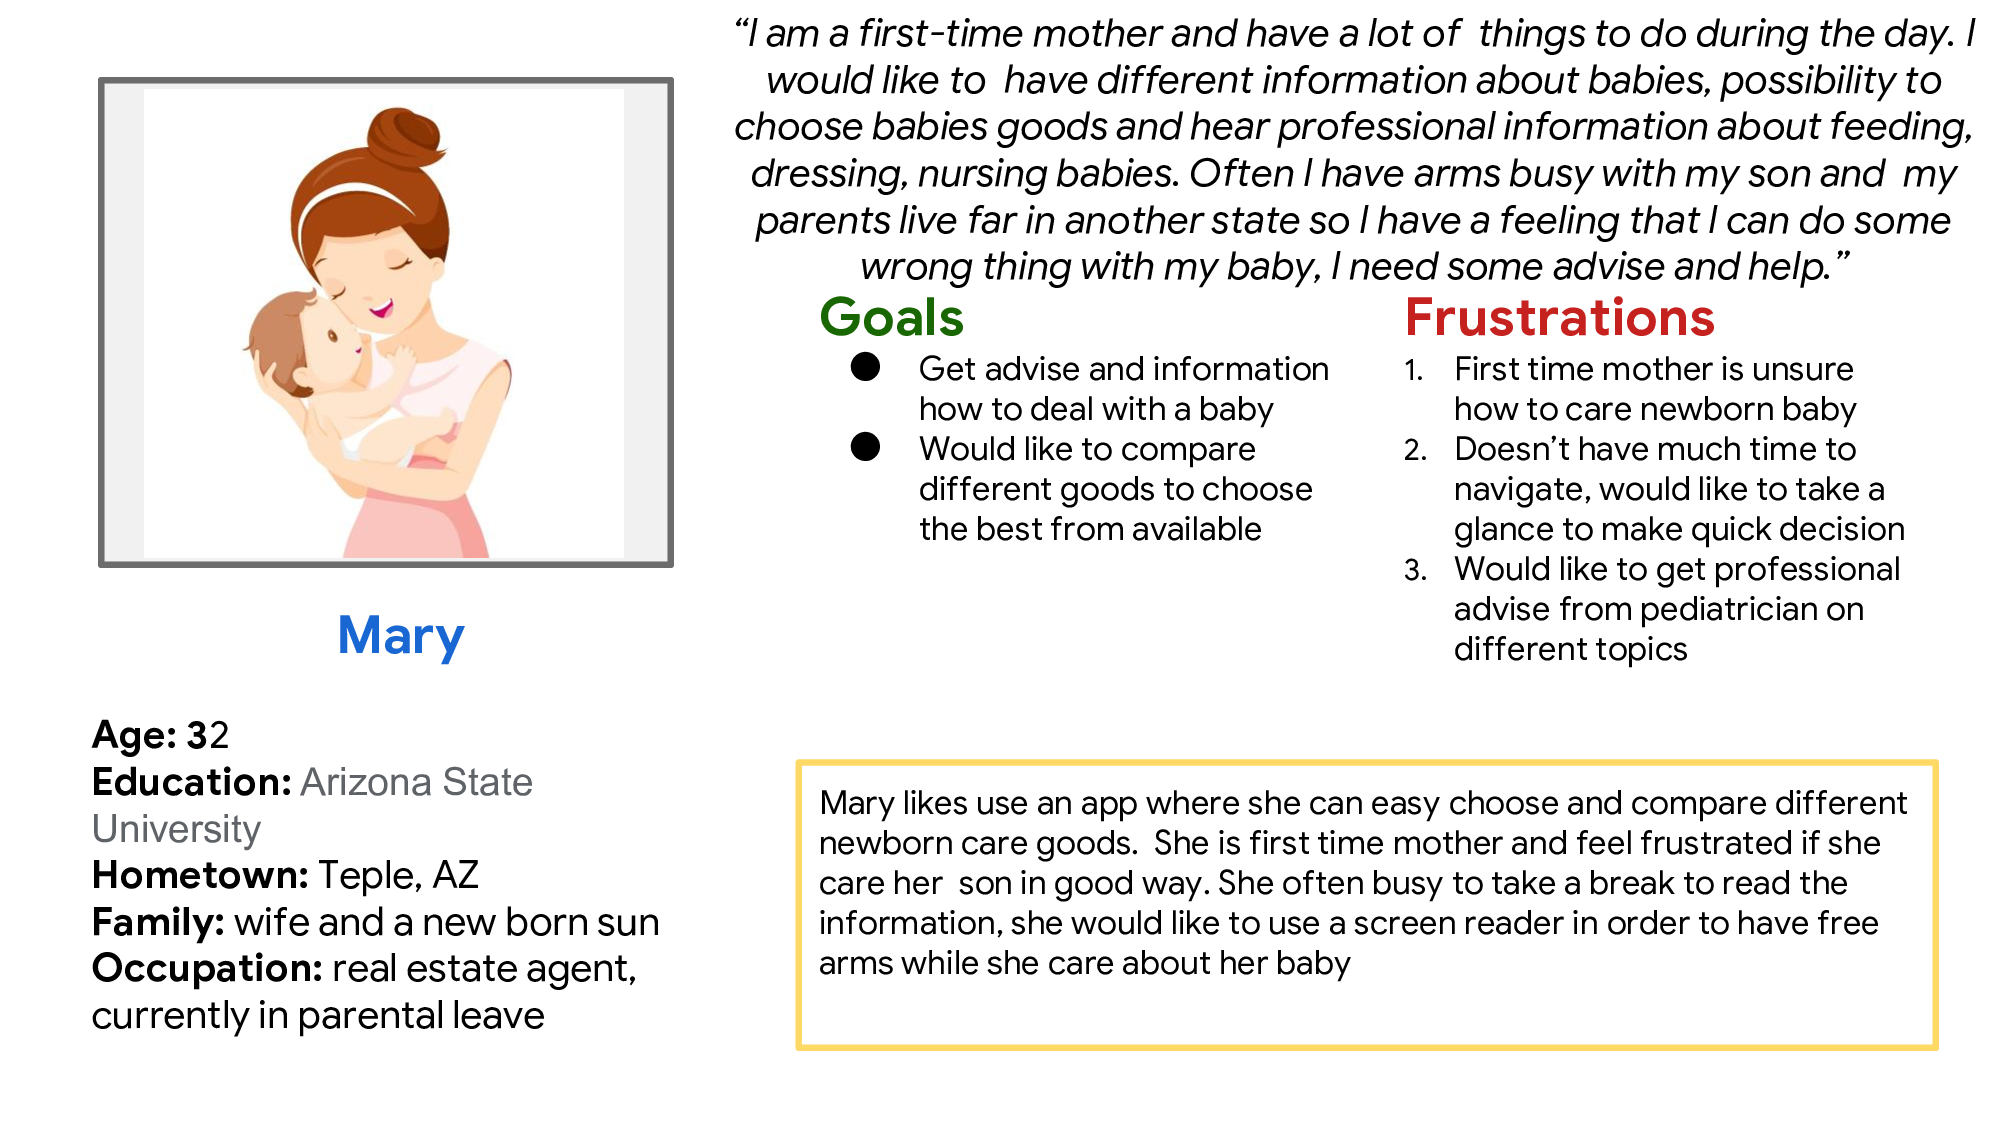 “I am a first-time mother and have a lot of things to do during the day. I
would like to have different information about babies, possibility to
choose babies goods and hear professional information about feeding,
dressing, nursing babies. Often I have arms busy with my son and my
parents live far in another state so I have a feeling that I can do some
wrong thing with my baby, I need some advise and help.”
Goals
● Get advise and information
how to deal with a baby
● Would like to compare
different goods to choose
the best from available
Frustrations
1. First time mother is unsure
how to care newborn baby
2. Doesn’t have much time to
navigate, would like to take a
glance to make quick decision
3. Would like to get professional
advise from pediatrician on
different topics
Mary
Age: 32
Education: Arizona State
University
Hometown: Teple, AZ
Family: wife and a new born sun
Occupation: real estate agent,
currently in parental leave
Mary likes use an app where she can easy choose and compare different
newborn care goods. She is first time mother and feel frustrated if she
care her son in good way. She often busy to take a break to read the
information, she would like to use a screen reader in order to have free
arms while she care about her baby